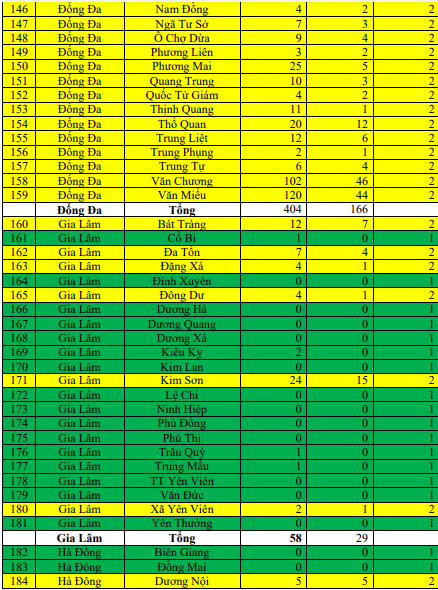 146 Đống Đa Nam Đồng 4 2 2
147 Đống Đa Ngã Tư Sở 7 3 2
148 Đống Đa Ô Chợ Dừa 9 4 2
149 Đống Đa Phương Liên 3 2 2
150 Đống Đa Phương Mai 25 5 2
151 Đống Đa Quang Trung 10 3 2
152 Đống Đa Quốc Tử Giám 4 2 2
153 Đống Đa Thịnh Quang 11 1 2
154 Đống Đa Thổ Quan 20 12 2
155 Đống Đa Trung Liệt 12 6 2
156 Đống Đa Trung Phụng 2 1 2
157 Đống Đa Trung Tự 6 4 2
158 Đống Đa Văn Chương 102 46 2
159 Đống Đa Văn Miếu 120 44 2
Đống Đa Tổng 404 166
160 Gia Lâm Bát Tràng 12 7 2
161 Gia Lâm Cổ Bi 1 0 1
162 Gia Lâm Đa Tốn 7 4 2
163 Gia Lâm Đặng Xá 4 1 2
164 Gia Lâm Đình Xuyên 0 0 1
165 Gia Lâm Đông Dư 4 1 2
166 Gia Lâm Dương Hà 0 0 1
167 Gia Lâm Dương Quang 0 0 1
168 Gia Lâm Dương Xá 0 0 1
169 Gia Lâm Kiêu Kỵ 2 0 1
170 Gia Lâm Kim Lan 0 0 1
171 Gia Lâm Kim Sơn 24 15 2
172 Gia Lâm Lệ Chi 0 0 1
173 Gia Lâm Ninh Hiệp 0 0 1
174 Gia Lâm Phù Đổng 0 0 1
175 Gia Lâm Phú Thị 0 0 1
176 Gia Lâm Trâu Quỳ 1 0 1
177 Gia Lâm Trung Mầu 1 0 1
178 Gia Lâm TT Yên Viên 0 0 1
179 Gia Lâm Văn Đức 0 0 1
180 Gia Lâm Xã Yên Viên 2 1 2
181 Gia Lâm Yên Thường 0 0 1
Gia Lâm Tổng 58 29
182 Hà Đông Biên Giang 0 0 1
183 Hà Đông Đồng Mai 0 0 1
184 Hà Đông Dương Nội 5 5 2